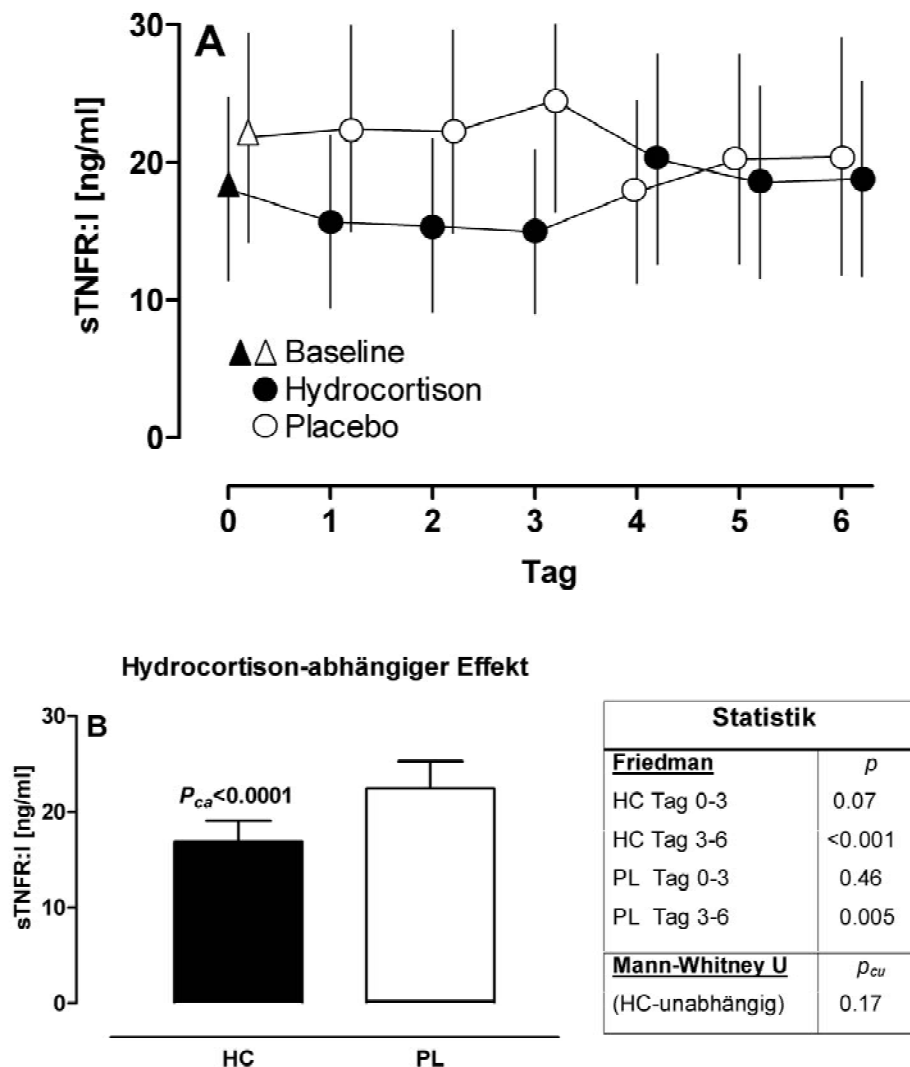 A
30
20
10
0
sTNFR:I [ng/ml]
Baseline
Hydrocortison
Placebo
0 1 2 3 4 5 6
Tag
Hydrocortison-abhängiger Effekt
B
30
20
10
0
sTNFR:I [ng/ml]
Pca<0.0001
HC PL
Statistik
Friedman p
HC Tag 0-3 0.07
HC Tag 3-6 <0.001
PL Tag 0-3 0.46
PL Tag 3-6 0.005
Mann-Whitney U pcu
(HC-unabhängig) 0.17